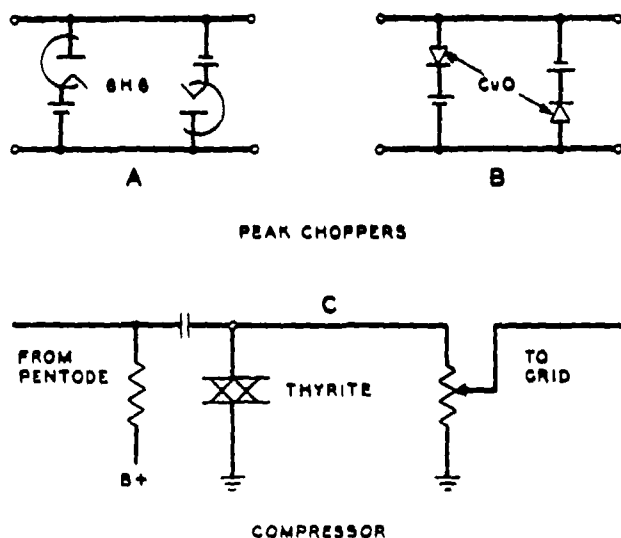 6H6
CuO
A
B
PEAK CHOPPERS
C
FROM
PENTODE
THYRITE
TO
GRID
B+
COMPRESSOR